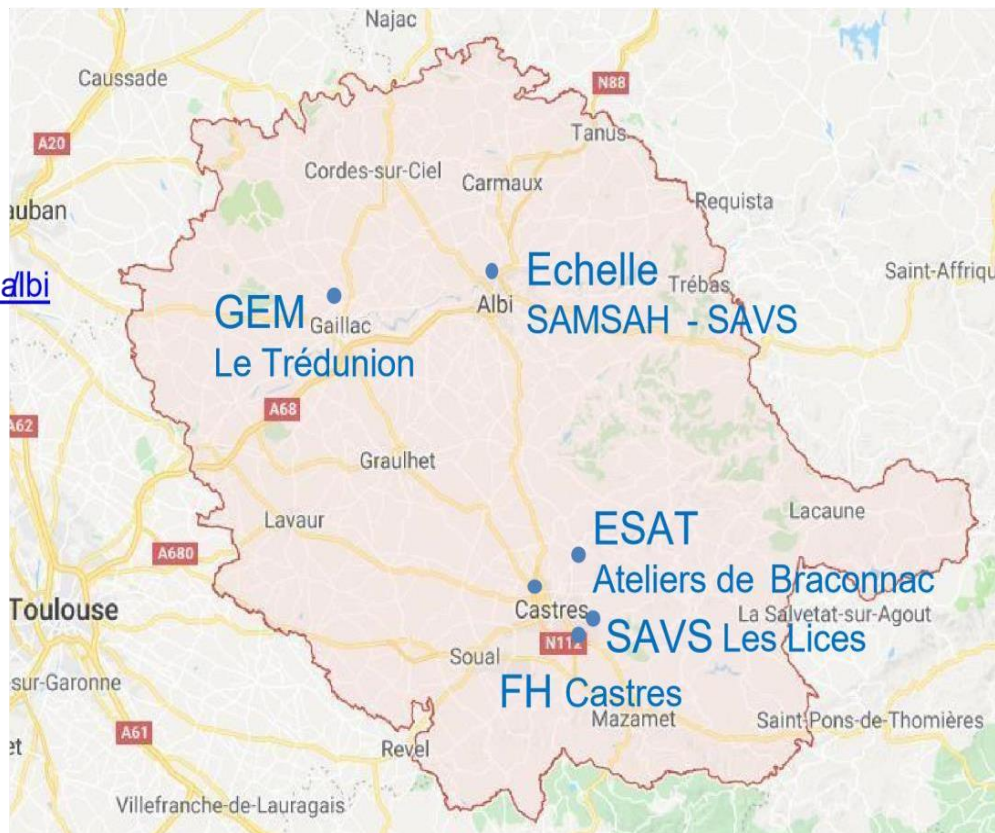 Najac
Caussade
N88
A20
Tanus
Cordes-sur-Ciel
Carmaux
Requista
auban
Echelle
Saint-Affriq
albi
Trébas
GEM
Albi
SAMSAH - SAVS
Gaillac
Le Trédunion
A68
A62
Graulhet
Lacaune
ESAT
Lavaur
A680
Ateliers de Braconnac
Toulouse
Castres
La Salvetat-sur-Agout
N112
SAVS Les Lices
Soual
sur-Garonne
FH Castres
Mazamet
Saint-Pons-de-Thomières
A61
et
Revel
Villefranche-de-Lauragais